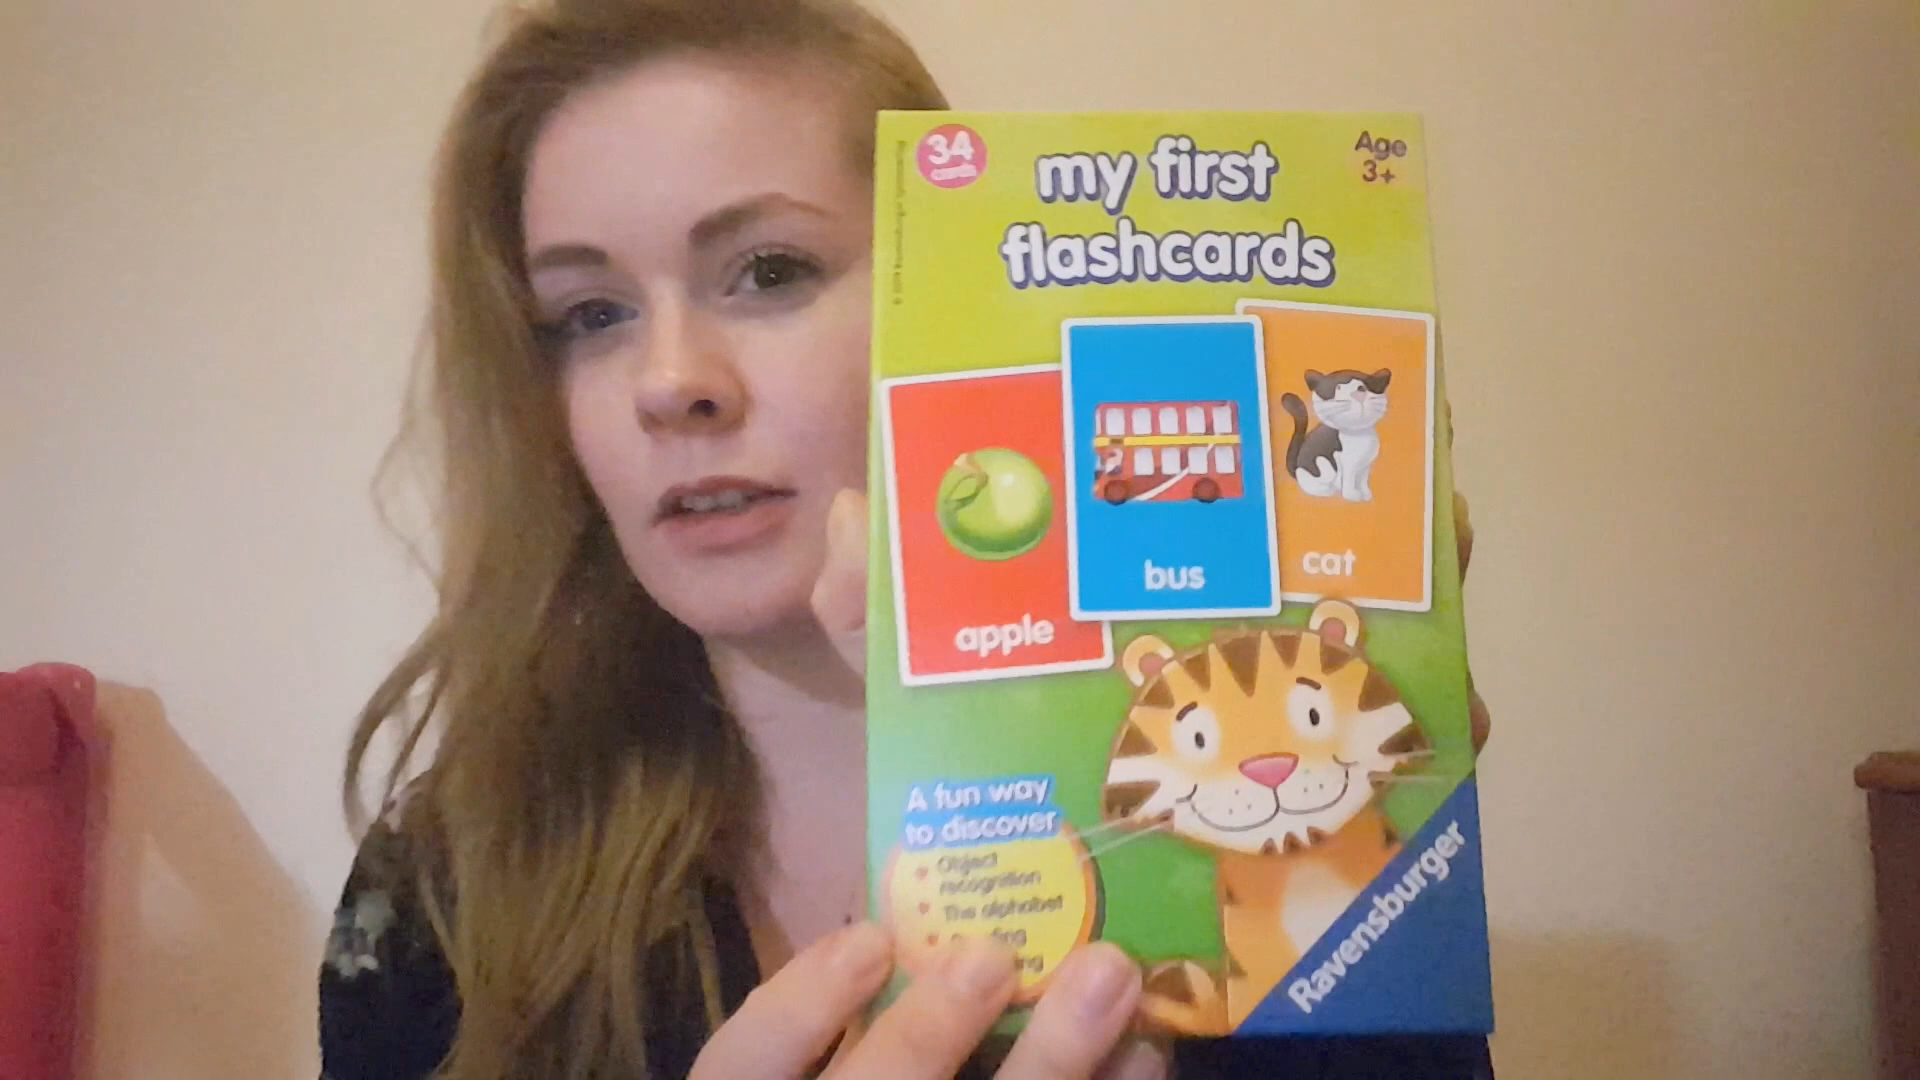 34
cards
my first
flashcards
Age
3+
apple
bus
cat
A fun way
to discover
Object
recognition
The alphabet
Ravensburger